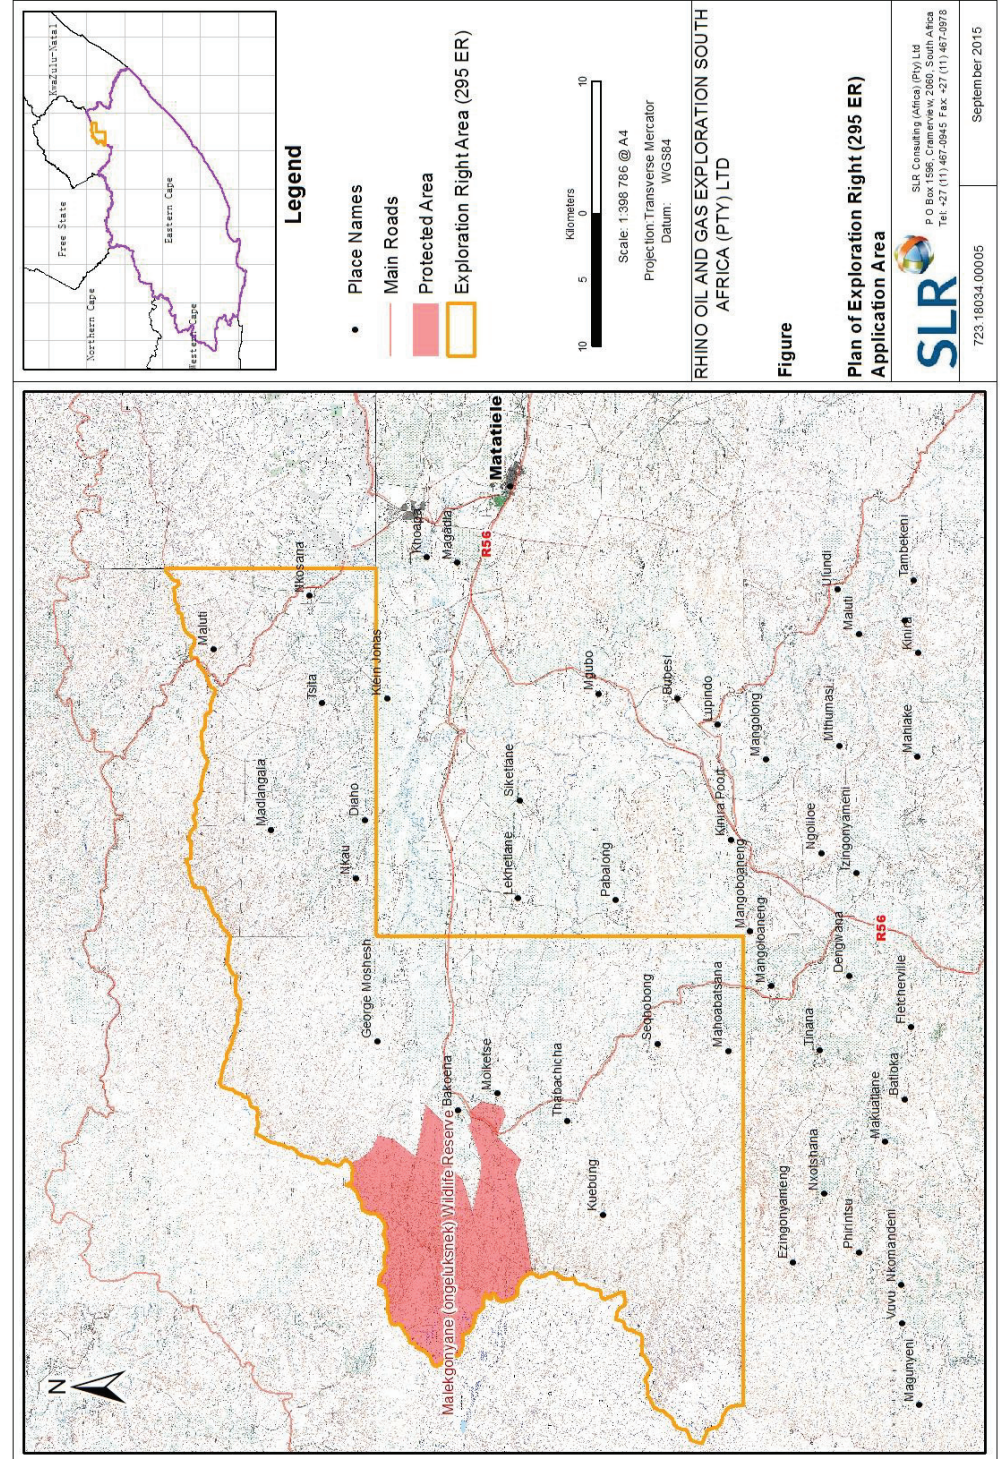 N
Maluti
Nkosana
Tsita
Madlangala
Klein Jonas
Diaho
Nkau
George Moshesh
Khoapa
Magadla
Matatiele
R56
Malekgonyane (ongeluksnek) Wildlife Reserve
Bakoena
Moiketse
Thabachicha
Kuebung
Seqhobong
Mahoabatsana
Lekhetlane
Siketlane
Pabalong
Mgubo
Bubesi
Lupindo
Mangolong
Kinira Poort
Mangoboaneng
Mangoloaneng
Ngoliloe
Tzingonyameni
Mthumasi
Ulundi
Maluti
Tambekeni
Kinira
Mahlake
Dengwana
R56
Fletcherville
Tinana
Batloka
Makuatlane
Nxotshana
Ezingonyameng
Phirintsu
Nkomandeni
Vuvu
Magunyeni
KwaZulu-Natal
Free State
Northern Cape
Eastern Cape
Western Cape
Legend
Place Names
Main Roads
Protected Area
Exploration Right Area (295 ER)
Kilometers
10 5 0 10
Scale: 1:398 786 @ A4
Projection:Transverse Mercator
Datum: WGS84
RHINO OIL AND GAS EXPLORATION SOUTH
AFRICA (PTY) LTD
Figure
Plan of Exploration Right (295 ER)
Application Area
SLR
SLR Consulting (Africa) (Pty) Ltd
P O Box 1596, Cramerview, 2060, South Africa
Tel: +27 (11) 467-0945 Fax: +27 (11) 467-0978
723.18034.00005
September 2015